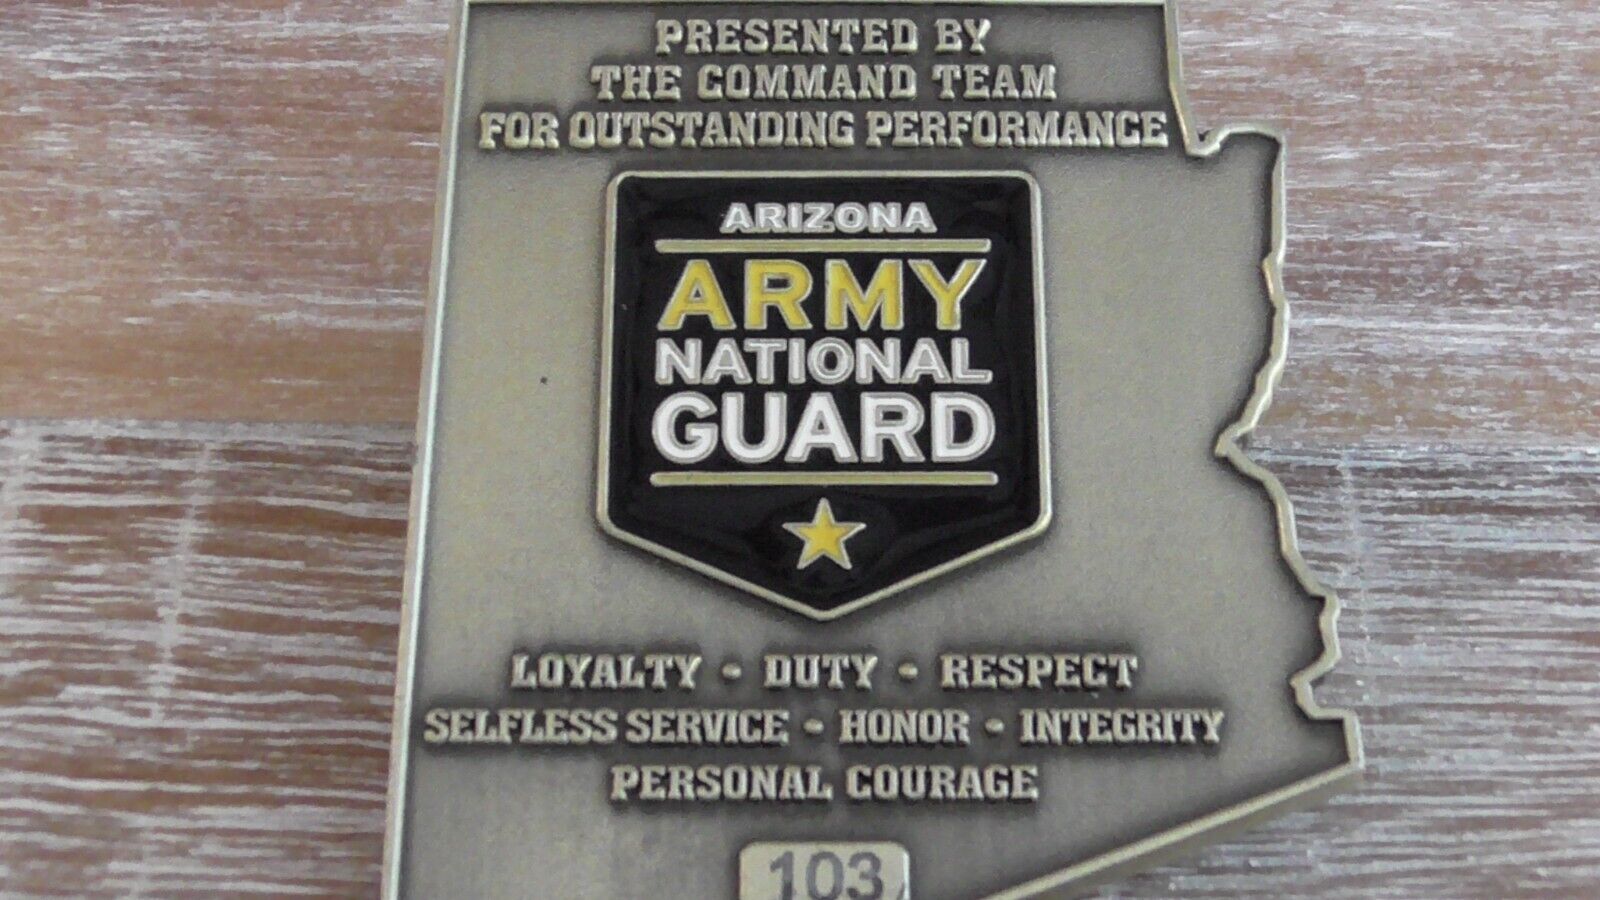 PRESENTED BY
THE COMMAND TEAM
FOR OUTSTANDING PERFORMANCE
ARIZONA
ARMY
NATIONAL
GUARD
LOYALTY - DUTY - RESPECT
SELFLESS SERVICE - HONOR - INTEGRITY
PERSONAL COURAGE
103